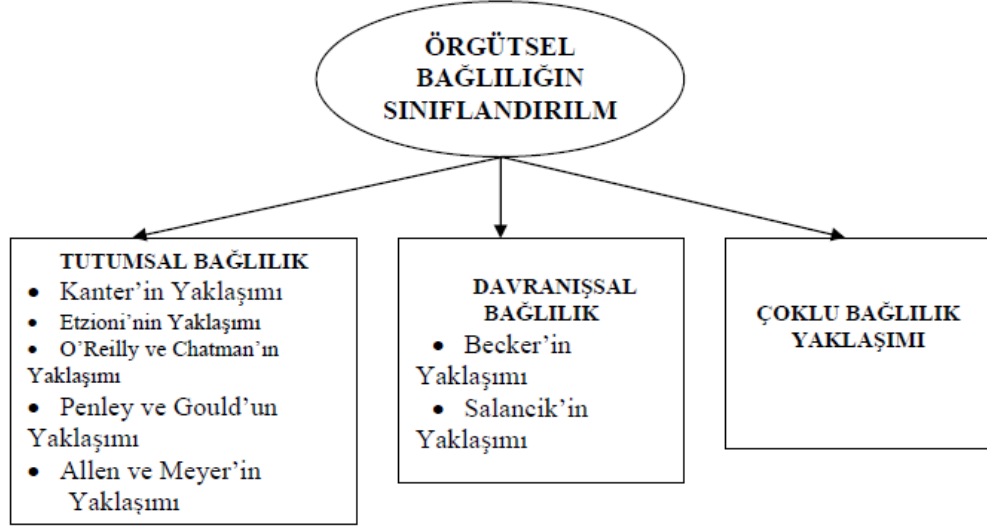 ÖRGÜTSEL
BAĞLILIĞIN
SINIFLANDIRILM
TUTUMSAL BAĞLILIK
• Kanter’in Yaklaşımı
• Etzioni’nin Yaklaşımı
• O’Reilly ve Chatman’ın
Yaklaşımı
• Penley ve Gould’un
Yaklaşımı
• Allen ve Meyer’in
Yaklaşımı
DAVRANIŞSAL
BAĞLILIK
• Becker’in
Yaklaşımı
• Salancik’in
Yaklaşımı
ÇOKLU BAĞLILIK
YAKLAŞIMI